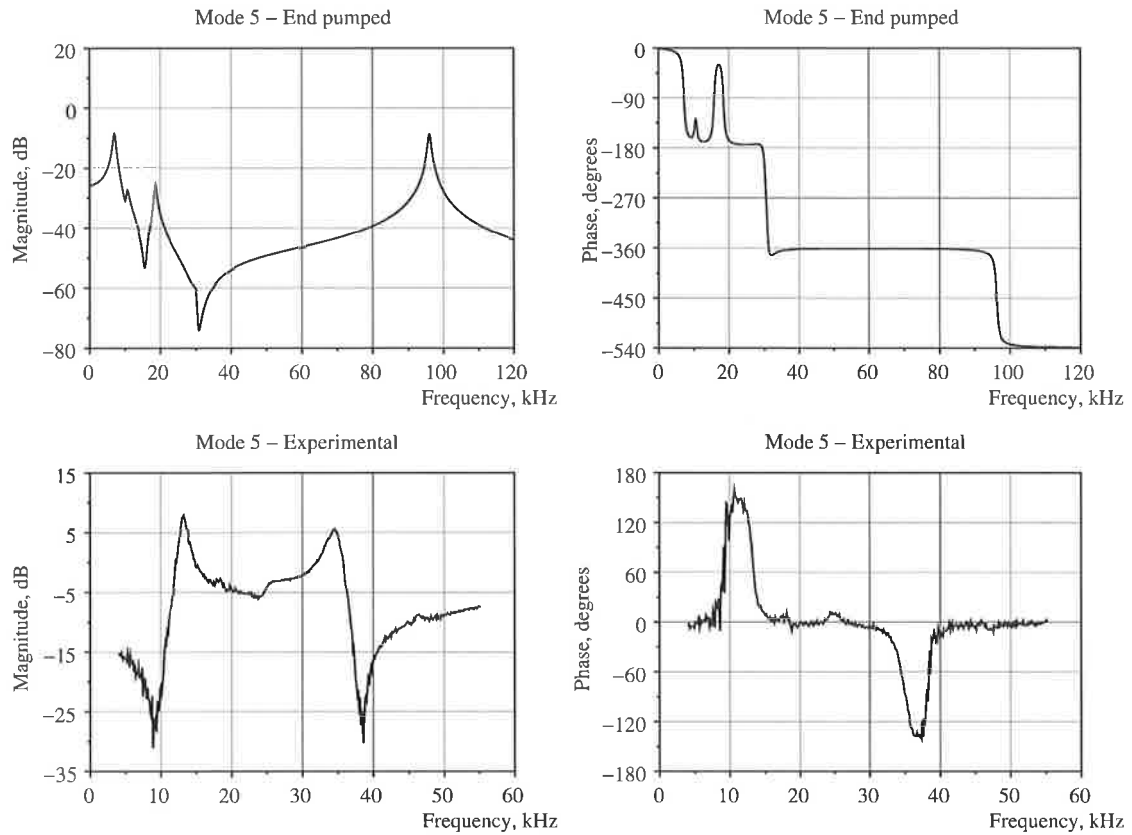 Mode 5 – End pumped
Magnitude, dB
20
0
−20
−40
−60
−80
0 20 40 60 80 100 120
Frequency, kHz
Mode 5 – End pumped
Phase, degrees
0
−90
−180
−270
−360
−450
−540
0 20 40 60 80 100 120
Frequency, kHz
Mode 5 – Experimental
Magnitude, dB
15
5
−5
−15
−25
−35
0 10 20 30 40 50 60
Frequency, kHz
Mode 5 – Experimental
Phase, degrees
180
120
60
0
−60
−120
−180
0 10 20 30 40 50 60
Frequency, kHz